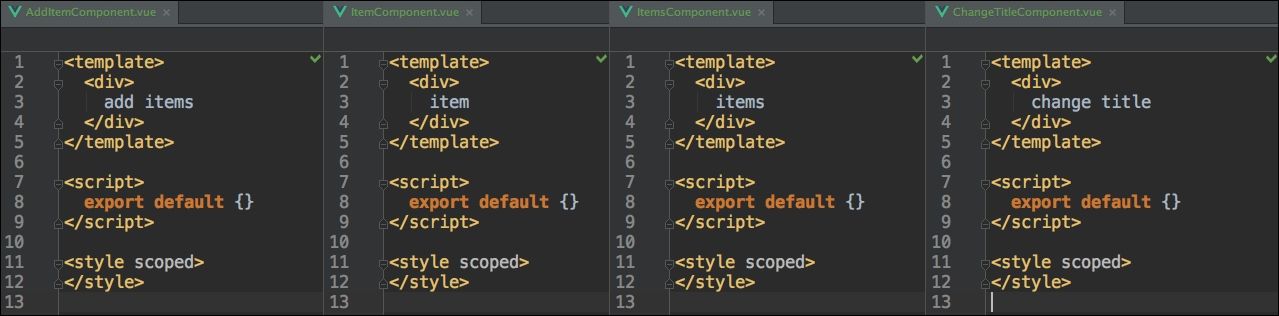 AddItemComponent.vue ×
1 <template>
2 <div>
3 add items
4 </div>
5 </template>
6
7 <script>
8 export default {}
9 </script>
10
11 <style scoped>
12 </style>
13
ItemComponent.vue ×
1 <template>
2 <div>
3 item
4 </div>
5 </template>
6
7 <script>
8 export default {}
9 </script>
10
11 <style scoped>
12 </style>
13
ItemsComponent.vue ×
1 <template>
2 <div>
3 items
4 </div>
5 </template>
6
7 <script>
8 export default {}
9 </script>
10
11 <style scoped>
12 </style>
13
ChangeTitleComponent.vue ×
1 <template>
2 <div>
3 change title
4 </div>
5 </template>
6
7 <script>
8 export default {}
9 </script>
10
11 <style scoped>
12 </style>
13